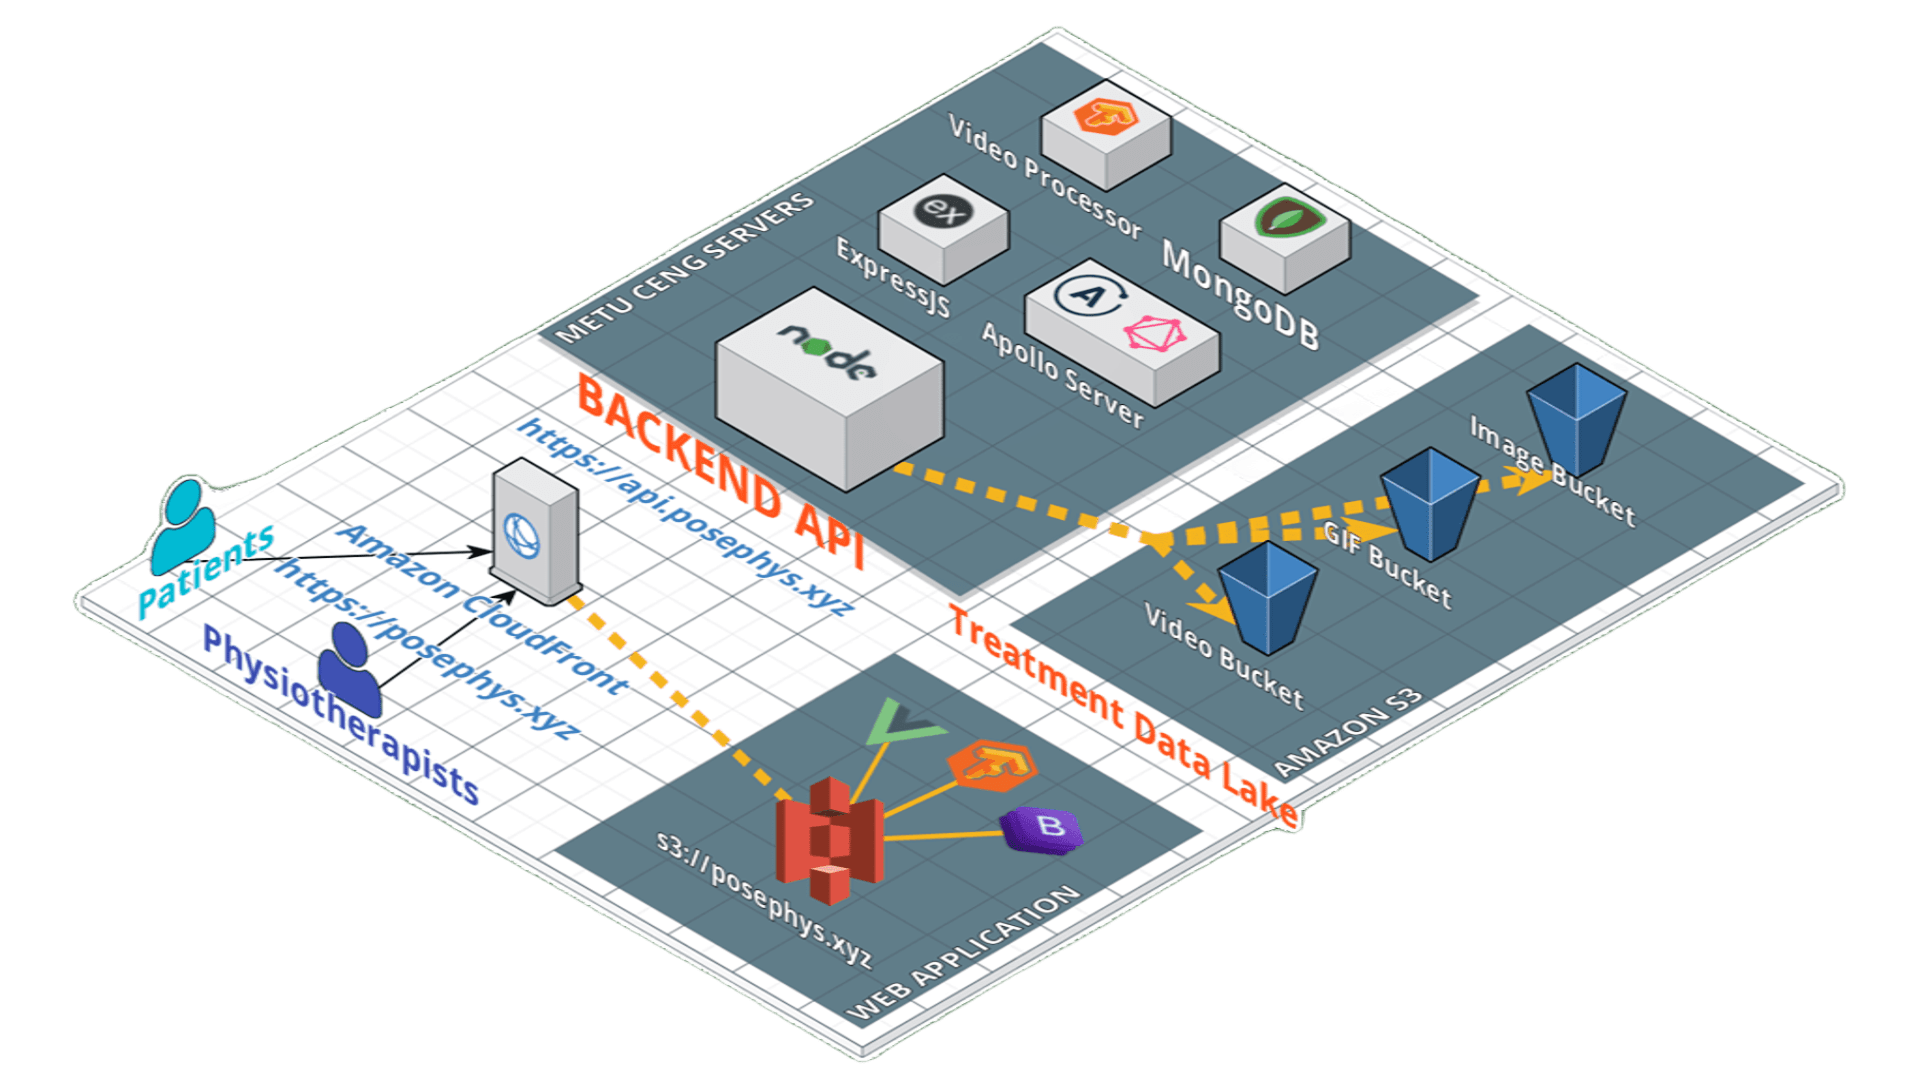 Video Processor
METU CENG SERVERS
ex
ExpressJS
MongoDB
A
Apollo Server
node
BACKEND API
https://api.posephys.xyz
Image Bucket
GIF Bucket
Video Bucket
AMAZON S3
Treatment Data Lake
Patients
Amazon CloudFront
https://posephys.xyz
Physiotherapists
B
s3://posephys.xyz
WEB APPLICATION